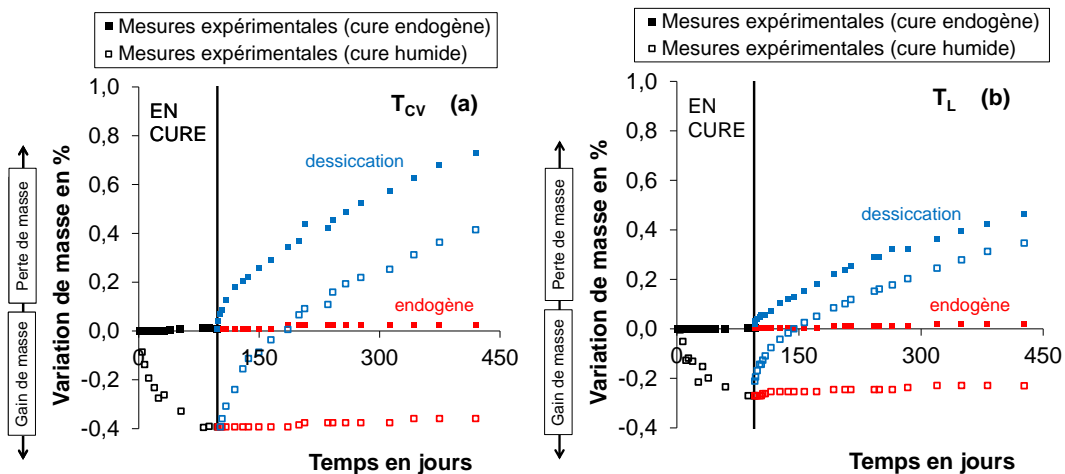 Mesures expérimentales (cure endogène)
Mesures expérimentales (cure humide)
Perte de masse
Gain de masse
Variation de masse en %
1,0
0,8
0,6
0,4
0,2
0,0
-0,2
-0,4
EN
CURE
TCV (a)
dessiccation
endogène
0 150 300 450
Temps en jours
Mesures expérimentales (cure endogène)
Mesures expérimentales (cure humide)
Perte de masse
Gain de masse
Variation de masse en %
1,0
0,8
0,6
0,4
0,2
0,0
-0,2
-0,4
EN
CURE
TL (b)
dessiccation
endogène
0 150 300 450
Temps en jours